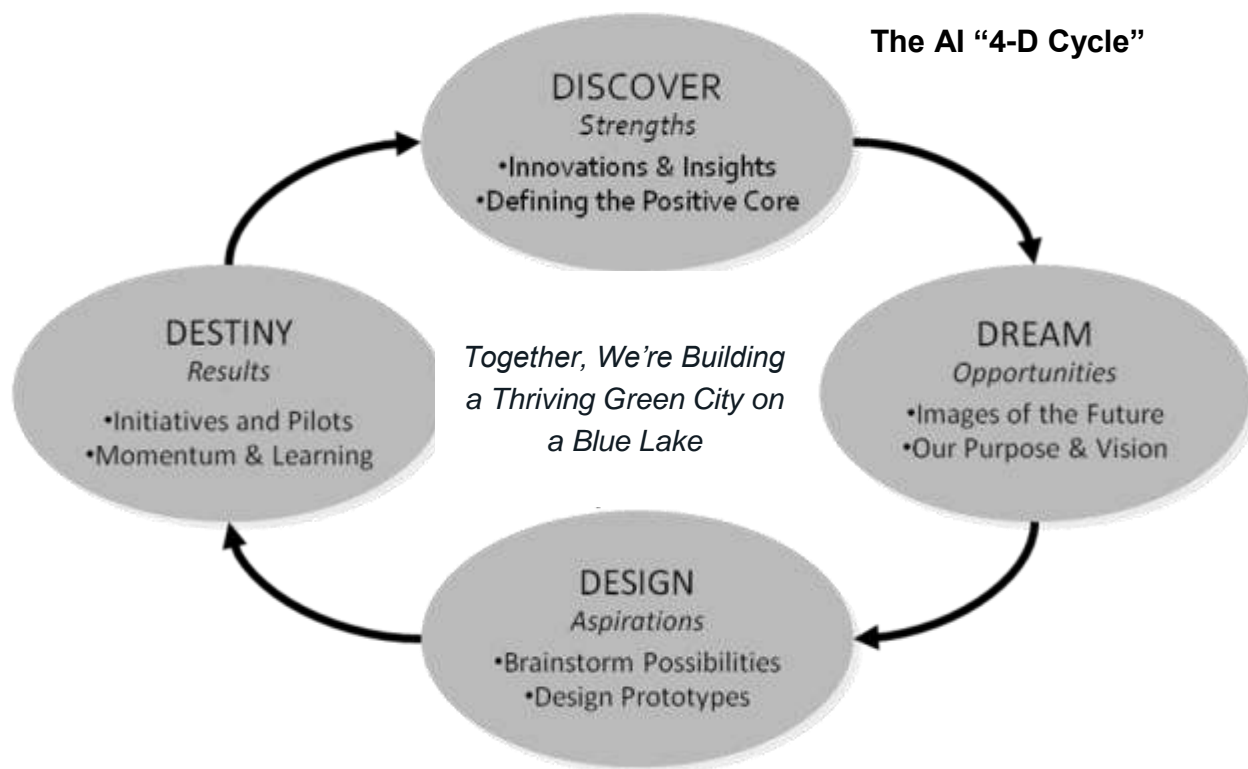 The AI “4-D Cycle”
DISCOVER
Strengths
•Innovations & Insights
•Defining the Positive Core
DREAM
Opportunities
•Images of the Future
•Our Purpose & Vision
DESIGN
Aspirations
•Brainstorm Possibilities
•Design Prototypes
DESTINY
Results
•Initiatives and Pilots
•Momentum & Learning
Together, We’re Building
a Thriving Green City on
a Blue Lake